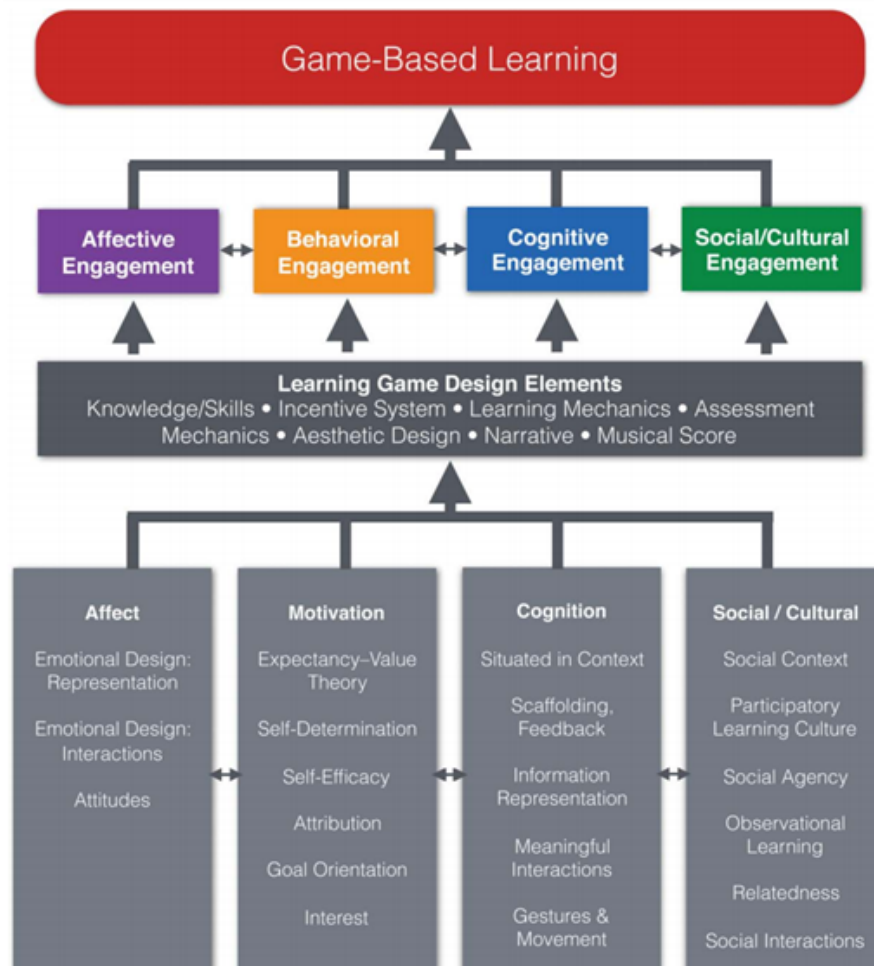 Game-Based Learning
Affective
Engagement
Behavioral
Engagement
Cognitive
Engagement
Social/Cultural
Engagement
Learning Game Design Elements
Knowledge/Skills • Incentive System • Learning Mechanics • Assessment
Mechanics • Aesthetic Design • Narrative • Musical Score
Affect
Emotional Design:
Representation
Emotional Design:
Interactions
Attitudes
Motivation
Expectancy–Value
Theory
Self-Determination
Self-Efficacy
Attribution
Goal Orientation
Interest
Cognition
Situated in Context
Scaffolding,
Feedback
Information
Representation
Meaningful
Interactions
Gestures &
Movement
Social / Cultural
Social Context
Participatory
Learning Culture
Social Agency
Observational
Learning
Relatedness
Social Interactions